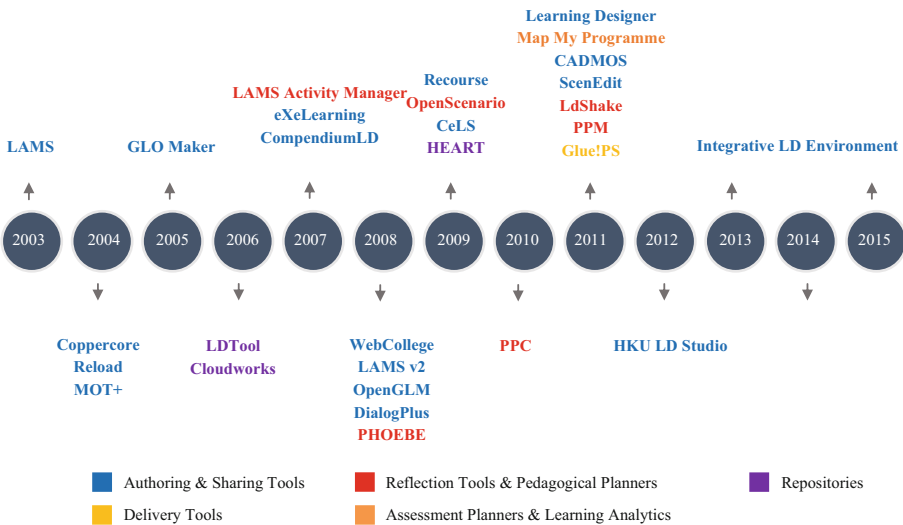 Learning Designer
Map My Programme
CADMOS
ScenEdit
LdShake
PPM
Glue!PS
Recourse
OpenScenario
CeLS
HEART
LAMS Activity Manager
eXeLearning
CompendiumLD
LAMS
GLO Maker
Integrative LD Environment
2003 2004 2005 2006 2007 2008 2009 2010 2011 2012 2013 2014 2015
Coppercore
Reload
MOT+
LDTool
Cloudworks
WebCollege
LAMS v2
OpenGLM
DialogPlus
PHOEBE
PPC
HKU LD Studio
Authoring & Sharing Tools
Reflection Tools & Pedagogical Planners
Repositories
Delivery Tools
Assessment Planners & Learning Analytics